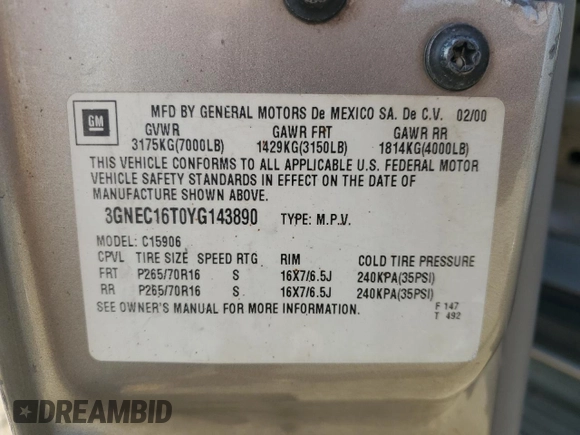 GM
MFD BY GENERAL MOTORS De MEXICO SA. De C.V. 02/00
GVWR GAWR FRT GAWR RR
3175KG(7000LB) 1429KG(3150LB) 1814KG(4000LB)
THIS VEHICLE CONFORMS TO ALL APPLICABLE U.S. FEDERAL MOTOR
VEHICLE SAFETY STANDARDS IN EFFECT ON THE DATE OF
MANUFACTURE SHOWN ABOVE.
3GNEC16T0YG143890 TYPE: M.P.V.
MODEL: C15906
CPVL TIRE SIZE SPEED RTG RIM COLD TIRE PRESSURE
FRT P265/70R16 S 16X7/6.5J 240KPA(35PSI)
RR P265/70R16 S 16X7/6.5J 240KPA(35PSI)
SEE OWNER'S MANUAL FOR MORE INFORMATION.
F 147
T 492
DREAMBID